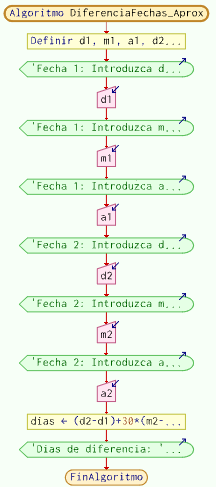 Algoritmo DiferenciaFechas_Aprox
Definir d1, m1, a1, d2...
'Fecha 1: Introduzca d...
d1
'Fecha 1: Introduzca m...
m1
'Fecha 1: Introduzca a...
a1
'Fecha 2: Introduzca d...
d2
'Fecha 2: Introduzca m...
m2
'Fecha 2: Introduzca a...
a2
dias ← (d2-d1)+30*(m2-...
'Dias de diferencia: '...
FinAlgoritmo